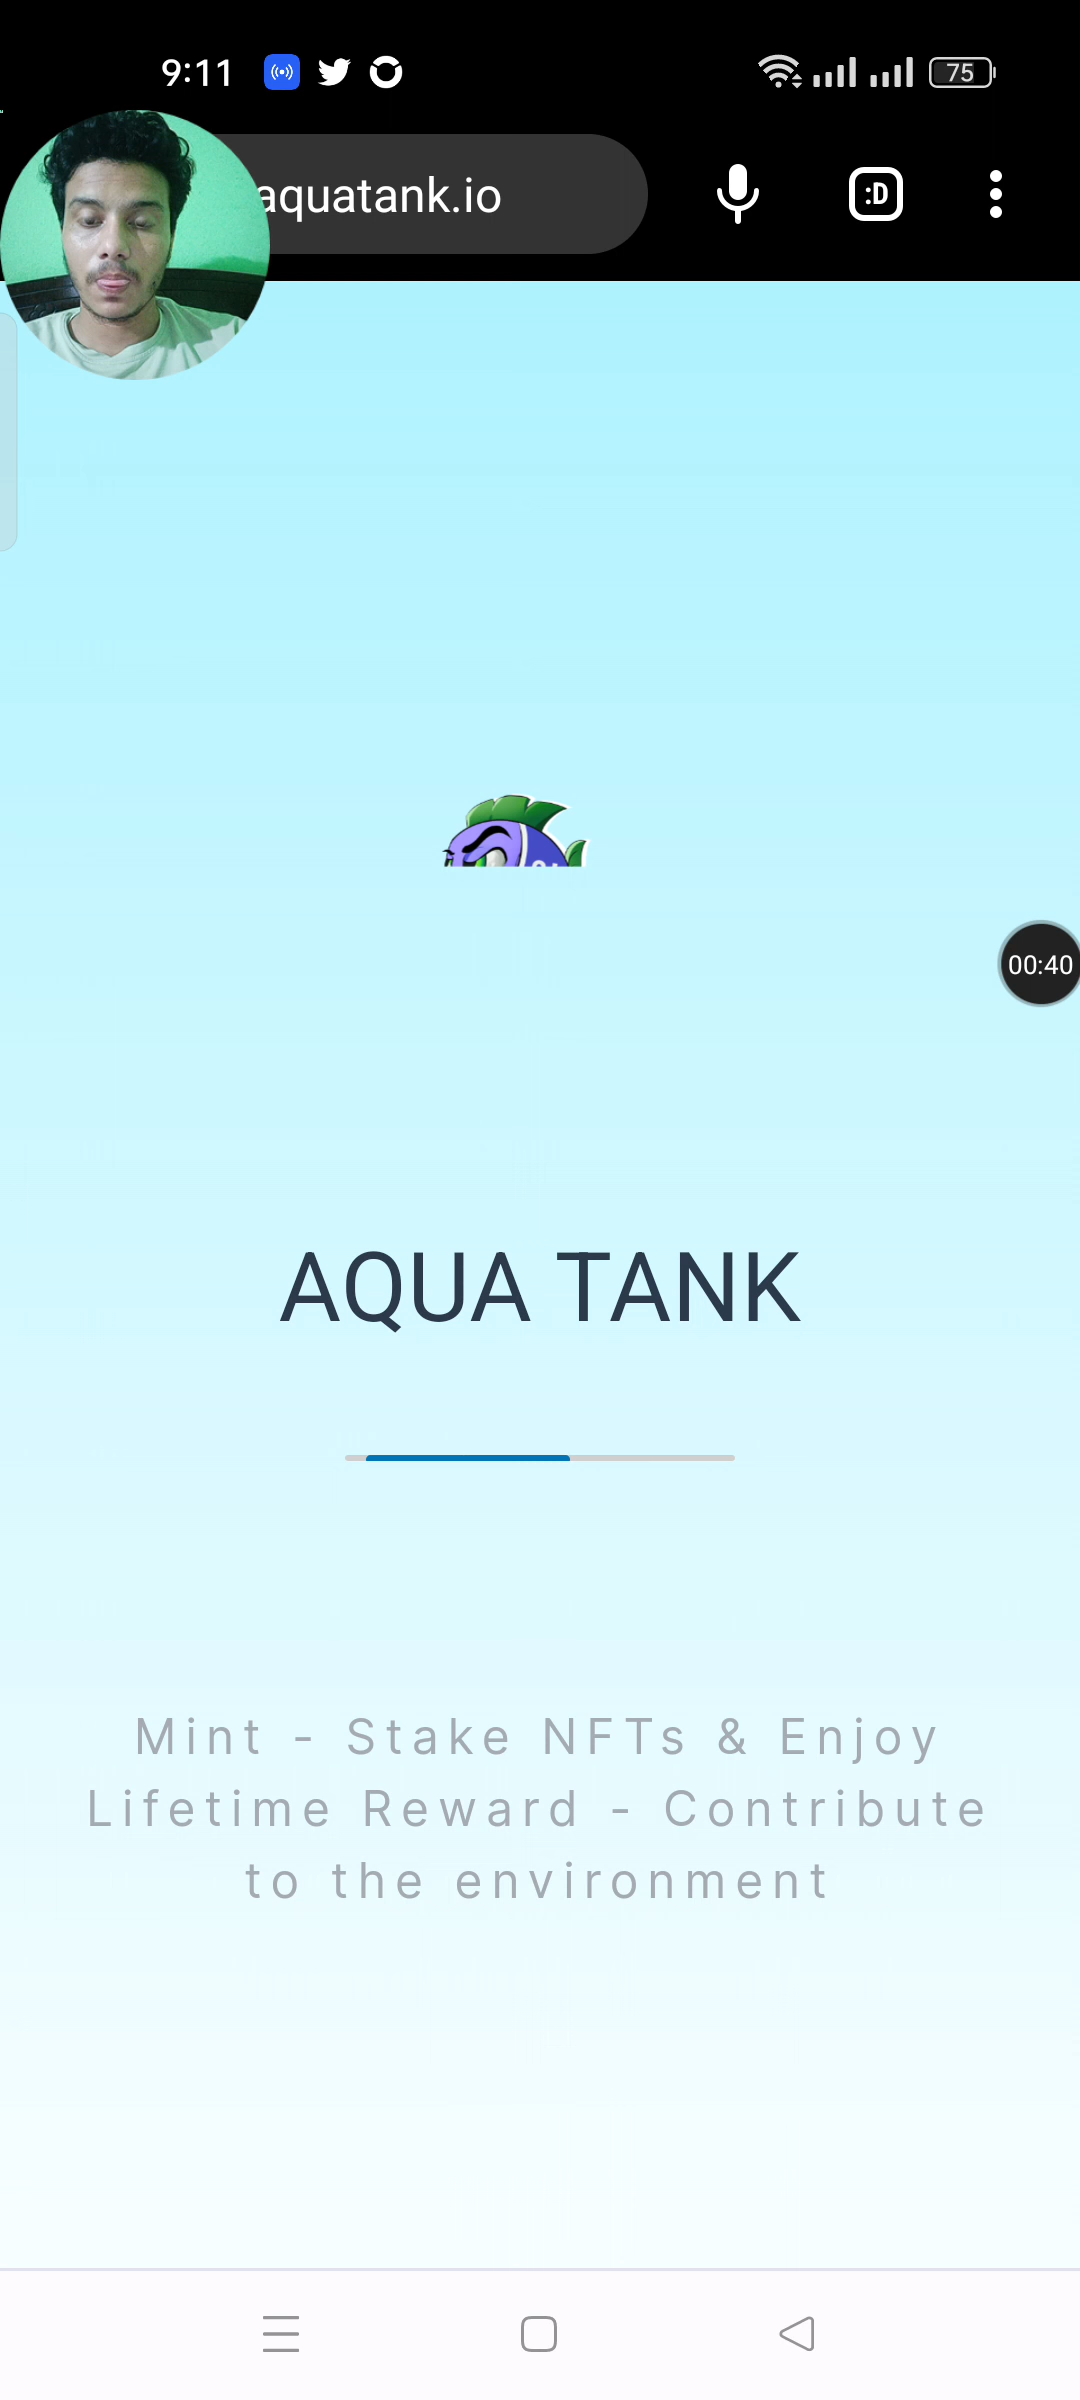 9:11
75
aquatank.io
:D
00:40
AQUA TANK
Mint - Stake NFTs & Enjoy
Lifetime Reward - Contribute
to the environment